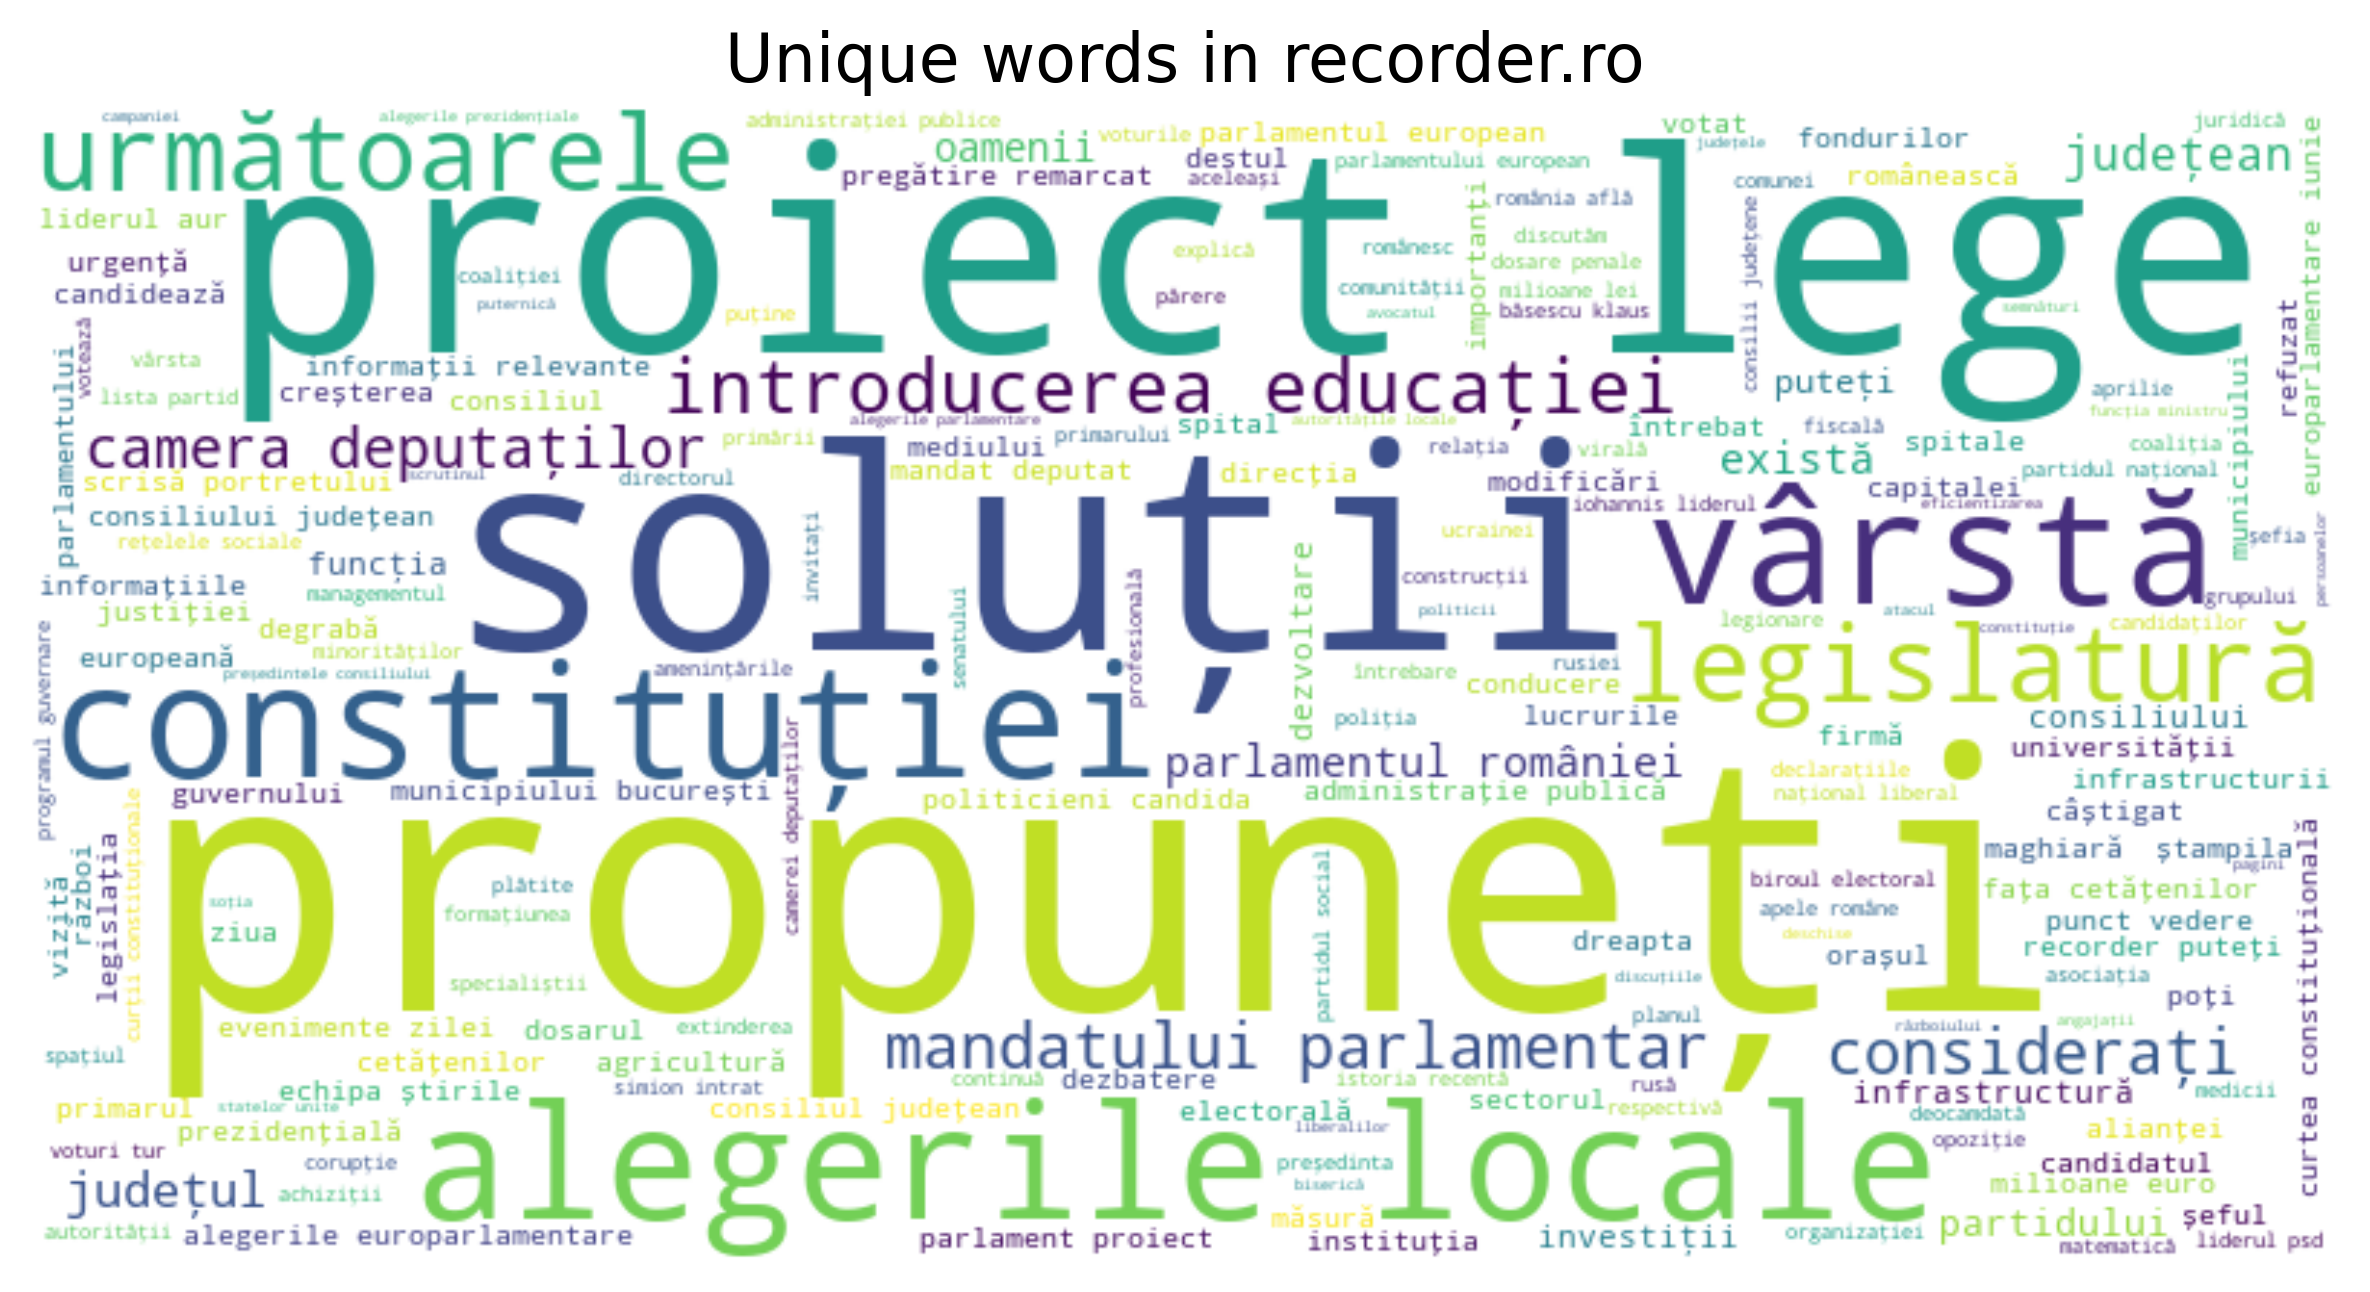 Unique words in recorder.ro
campaniei
alegerile prezidențiale
administrației publice
următoarele
oamenii
voturile
parlamentul european
votat
județele
fondurilor
juridică
județean
destul
parlamentului european
pregătire remarcat
aceleași
comunei
românească
liderul aur
proiect lege
importanți
românia află
consilii județene
europarlamentare iunie
urgență
coaliției
explică
românesc
discutăm
dosare penale
candidează
puternică
părere
comunității
milioane lei
puține
avocatul
băsescu klaus
semnături
refuzat
votează
parlamentului
vârsta
informații relevante
introducerea educației
puteți
aprilie
municipiului
lista partid
creșterea
consiliul
funcția ministru
alegerile parlamentare
autoritățile locale
camera deputaților
primării
mediului
primarului
spital
întrebat
fiscală
spitale
coaliția
relația
virală
există
scrisă portretului
scrutinul
directorul
mandat deputat
direcția
modificări
capitalei
partidul național
soluții
iohannis liderul
eficientizarea
vârstă
consiliului județean
rețelele sociale
invitați
ucrainei
șefia
persoanelor
funcția
dezvoltare
informațiile
managementul
senatului
profesională
construcții
grupului
justiției
politicii
atacul
degrabă
legionare
constituție
candidaților
minorităților
programul guvernare
europeană
președintele consiliului
amenințările
întrebare
rusiei
legislatură
conducere
constituției
poliția
lucrurile
consiliului
camerei deputaților
firmă
universității
parlamentul româniei
declarațiile
infrastructurii
guvernului
municipiului bucurești
politicieni candida
administrație publică
național liberal
câștigat
curții constituționale
propuneți
curtea constituțională
vizită
război
legislația
partidul social
maghiară
ștampila
pagini
plătite
biroul electoral
fața cetățenilor
soția
formațiunea
apele române
punct vedere
ziua
deschise
dreapta
recorder puteți
orașul
specialiștii
discuțiile
asociația
poți
evenimente zilei
dosarul
extinderea
planul
războiului
angajații
spațiul
cetățenilor
agricultură
mandatului parlamentar
considerați
echipa știrile
simion intrat
continuă
dezbatere
istoria recentă
rusă
infrastructură
medicii
primarul
statelor unite
consiliul județean
electorală
sectorul
respectivă
deocamdată
prezidențială
alegerile locale
liberalilor
opoziție
alianței
voturi tur
corupție
președinta
candidatul
județul
achiziții
biserică
milioane euro
autorității
alegerile europarlamentare
parlament proiect
măsură
instituția
investiții
organizației
partidului
șeful
matematică
liderul psd